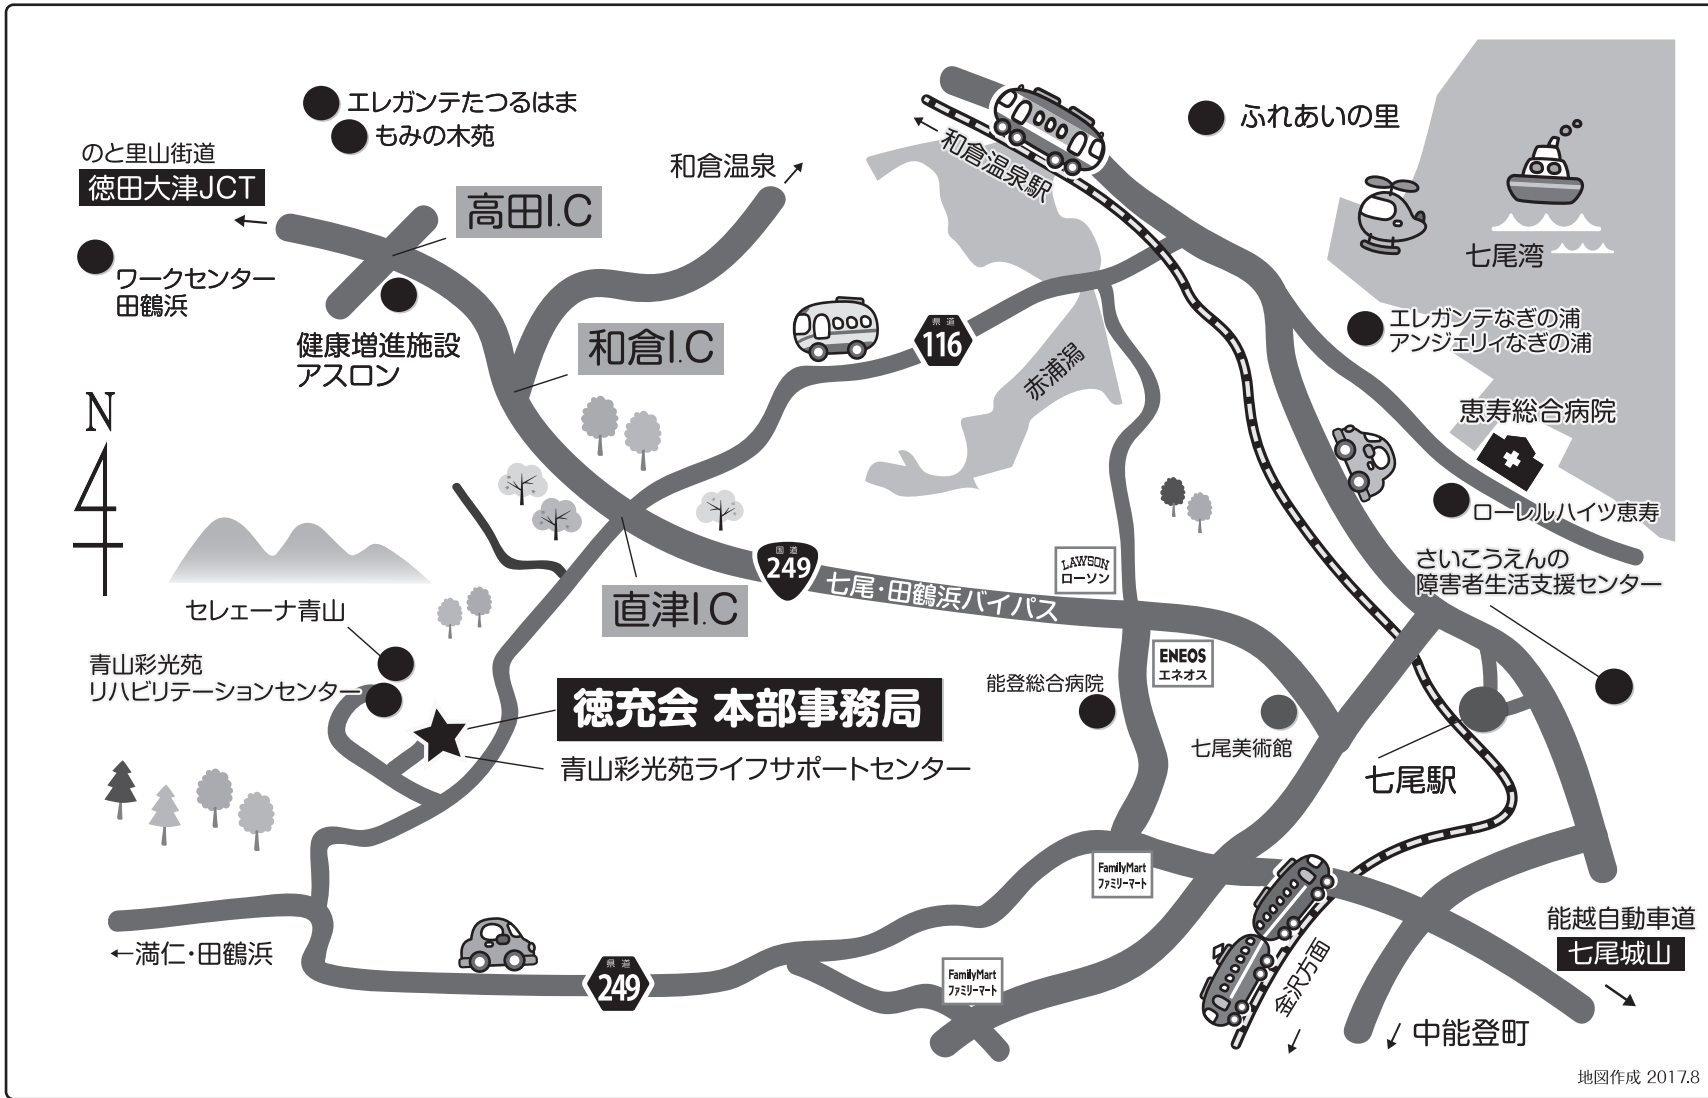 エレガンテたつるはま
もみの木苑
のと里山街道
徳田大津JCT
ワークセンター
田鶴浜
高田I.C
健康増進施設
アスロン
和倉温泉
和倉I.C
県道
116
赤浦潟
←和倉温泉駅
ふれあいの里
七尾湾
エレガンテなぎの浦
アンジェリィなぎの浦
恵寿総合病院
ローレルハイツ恵寿
さいこうえんの
障害者生活支援センター
N
セレェーナ青山
青山彩光苑
リハビリテーションセンター
直津I.C
国道
249
七尾・田鶴浜バイパス
LAWSON
ローソン
ENEOS
エネオス
能登総合病院
七尾美術館
七尾駅
徳充会 本部事務局
青山彩光苑ライフサポートセンター
FamilyMart
ファミリーマート
←満仁・田鶴浜
県道
249
FamilyMart
ファミリーマート
金沢方面
能越自動車道
七尾城山
中能登町
地図作成 2017.8